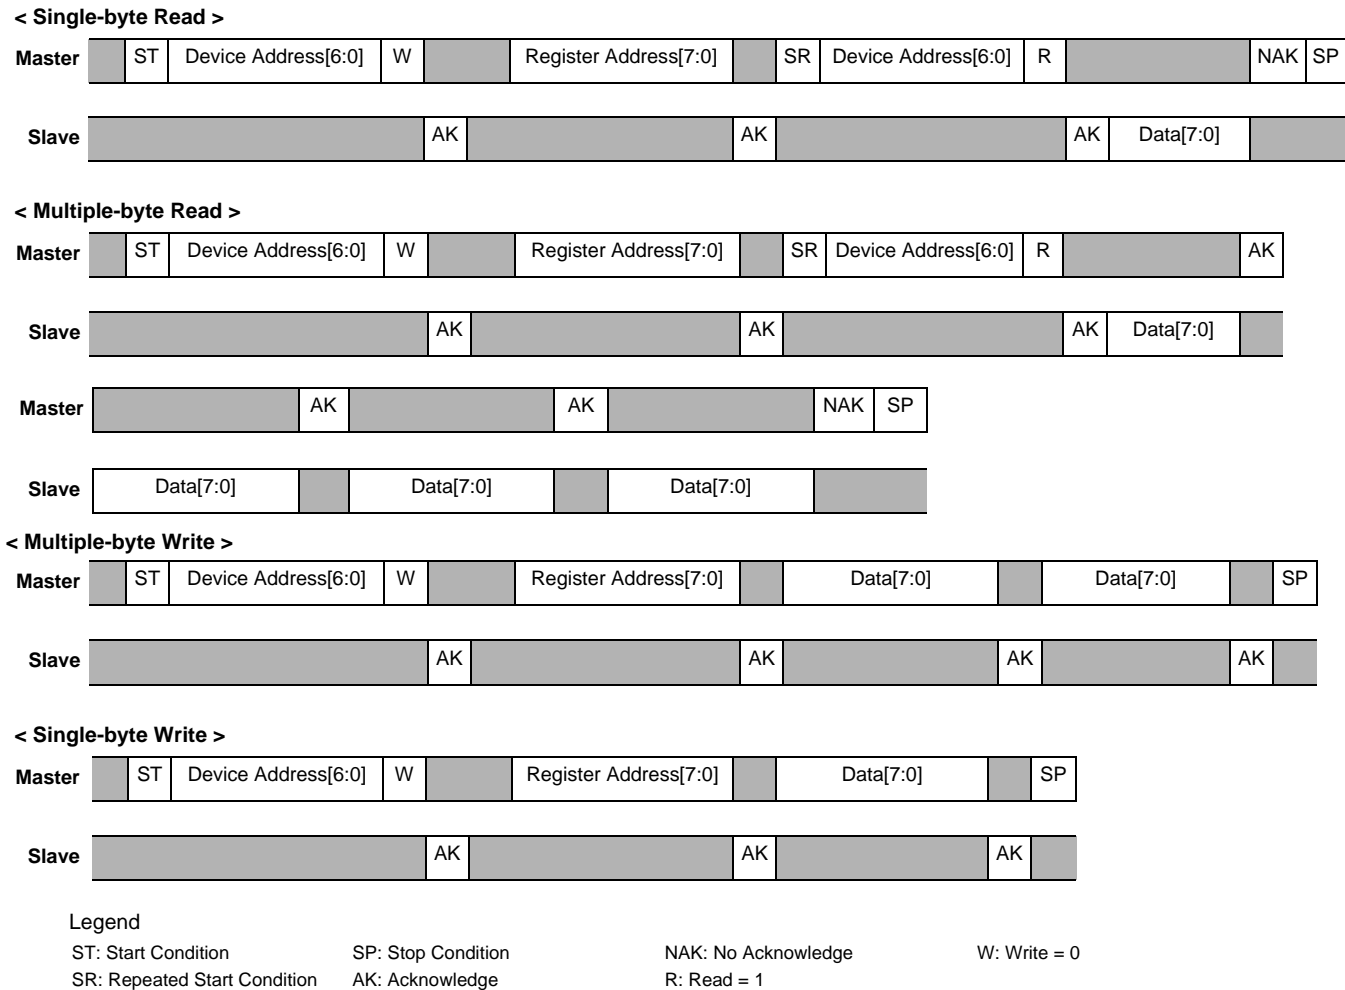 < Single-byte Read >
Master ST Device Address[6:0] W Register Address[7:0] SR Device Address[6:0] R NAK SP
Slave AK AK AK Data[7:0]
< Multiple-byte Read >
Master ST Device Address[6:0] W Register Address[7:0] SR Device Address[6:0] R AK
Slave AK AK AK Data[7:0]
Master AK AK NAK SP
Slave Data[7:0] Data[7:0] Data[7:0]
< Multiple-byte Write >
Master ST Device Address[6:0] W Register Address[7:0] Data[7:0] Data[7:0] SP
Slave AK AK AK AK
< Single-byte Write >
Master ST Device Address[6:0] W Register Address[7:0] Data[7:0] SP
Slave AK AK AK
Legend
ST: Start Condition SP: Stop Condition NAK: No Acknowledge W: Write = 0
SR: Repeated Start Condition AK: Acknowledge R: Read = 1